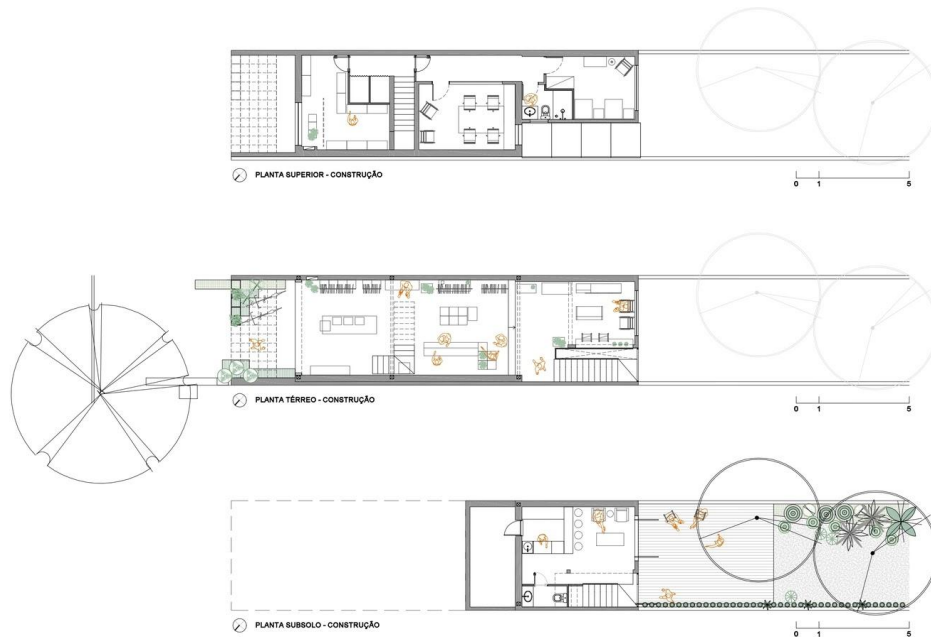 PLANTA SUPERIOR - CONSTRUÇÃO
0 1 5
PLANTA TÉRREO - CONSTRUÇÃO
0 1 5
PLANTA SUBSOLO - CONSTRUÇÃO
0 1 5